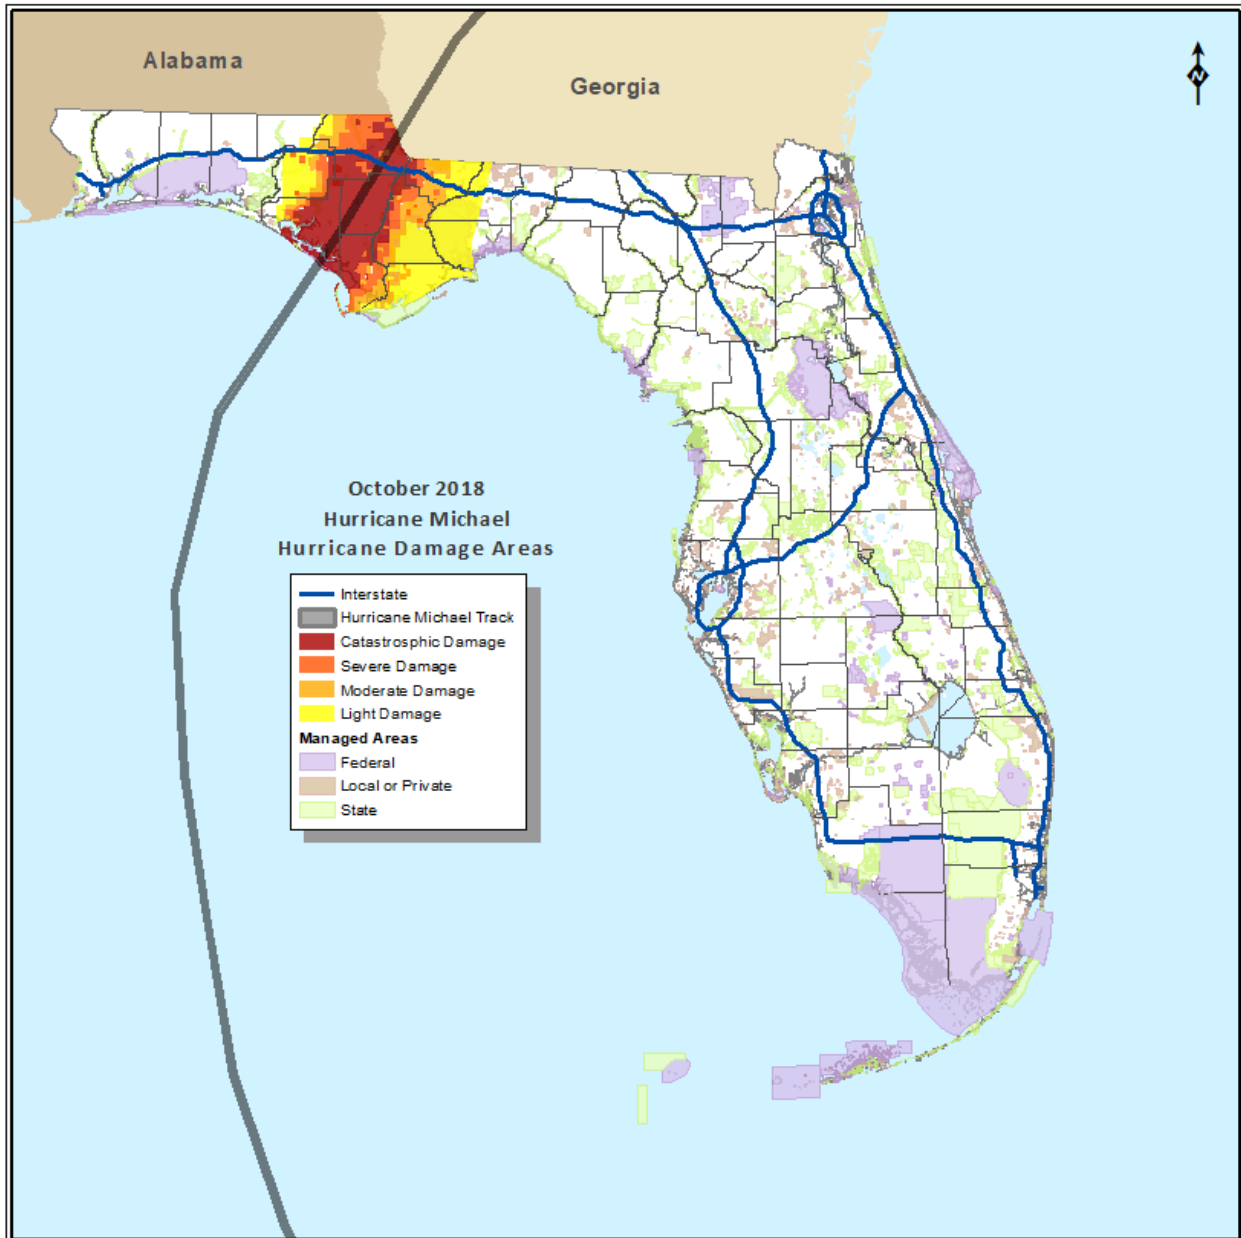 Alabama
Georgia
N
October 2018
Hurricane Michael
Hurricane Damage Areas
Interstate
Hurricane Michael Track
Catastrophic Damage
Severe Damage
Moderate Damage
Light Damage
Managed Areas
Federal
Local or Private
State